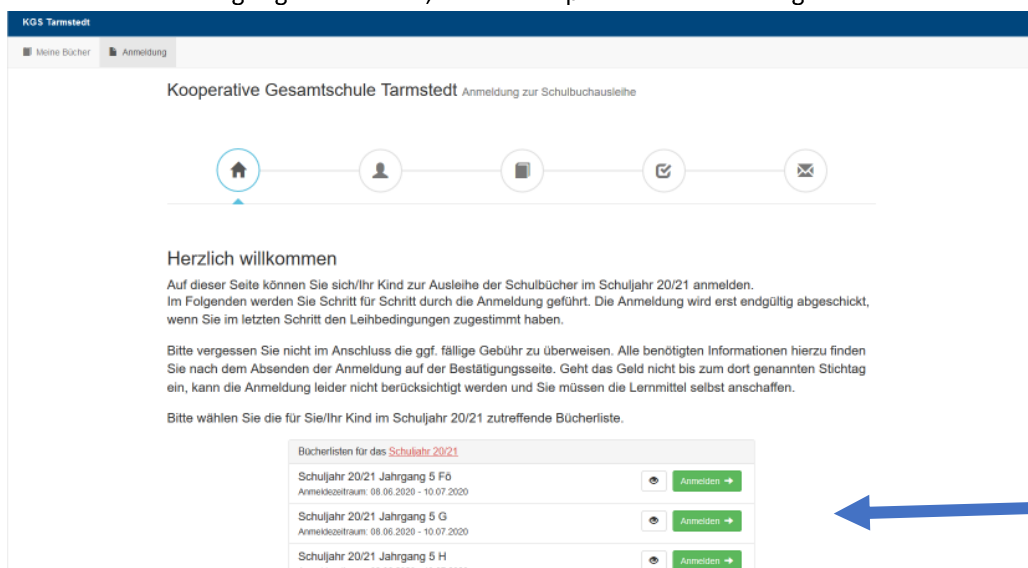 KGS Tarmstedt
Meine Bücher Anmeldung
Kooperative Gesamtschule Tarmstedt Anmeldung zur Schulbuchausleihe
Herzlich willkommen
Auf dieser Seite können Sie sich/Ihr Kind zur Ausleihe der Schulbücher im Schuljahr 20/21 anmelden.
Im Folgenden werden Sie Schritt für Schritt durch die Anmeldung geführt. Die Anmeldung wird erst endgültig abgeschickt,
wenn Sie im letzten Schritt den Leihbedingungen zugestimmt haben.
Bitte vergessen Sie nicht im Anschluss die ggf. fällige Gebühr zu überweisen. Alle benötigten Informationen hierzu finden
Sie nach dem Absenden der Anmeldung auf der Bestätigungsseite. Geht das Geld nicht bis zum dort genannten Stichtag
ein, kann die Anmeldung leider nicht berücksichtigt werden und Sie müssen die Lernmittel selbst anschaffen.
Bitte wählen Sie die für Sie/Ihr Kind im Schuljahr 20/21 zutreffende Bücherliste.
Bücherlisten für das Schuljahr 20/21
Schuljahr 20/21 Jahrgang 5 Fö
Anmeldezeitraum: 08.06.2020 - 10.07.2020
Anmelden →
Schuljahr 20/21 Jahrgang 5 G
Anmeldezeitraum: 08.06.2020 - 10.07.2020
Anmelden →
Schuljahr 20/21 Jahrgang 5 H
Anmelden →